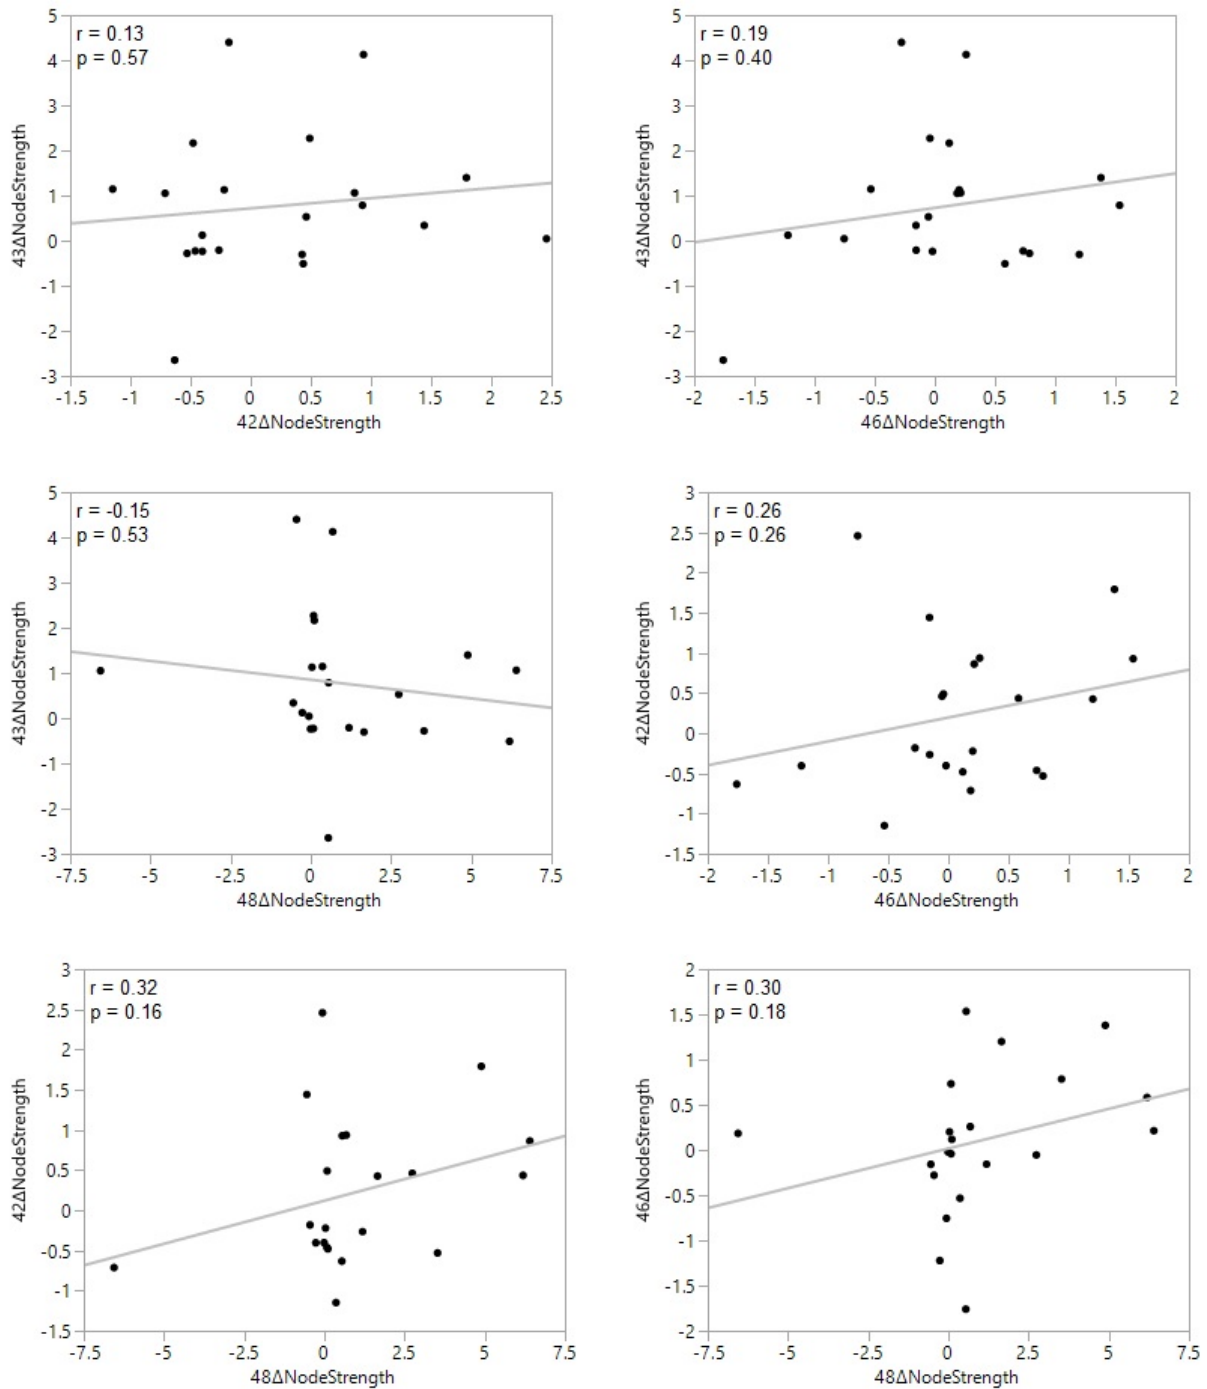 r = 0.13
p = 0.57
5
4
3
2
1
0
-1
-2
-3
43ΔNodeStrength
-1.5 -1 -0.5 0 0.5 1 1.5 2 2.5
42ΔNodeStrength
r = 0.19
p = 0.40
5
4
3
2
1
0
-1
-2
-3
43ΔNodeStrength
-2 -1.5 -1 -0.5 0 0.5 1 1.5 2
46ΔNodeStrength
r = -0.15
p = 0.53
5
4
3
2
1
0
-1
-2
-3
43ΔNodeStrength
-7.5 -5 -2.5 0 2.5 5 7.5
48ΔNodeStrength
r = 0.26
p = 0.26
3
2.5
2
1.5
1
0.5
0
-0.5
-1
-1.5
42ΔNodeStrength
-2 -1.5 -1 -0.5 0 0.5 1 1.5 2
46ΔNodeStrength
r = 0.32
p = 0.16
3
2.5
2
1.5
1
0.5
0
-0.5
-1
-1.5
42ΔNodeStrength
-7.5 -5 -2.5 0 2.5 5 7.5
48ΔNodeStrength
r = 0.30
p = 0.18
2
1.5
1
0.5
0
-0.5
-1
-1.5
-2
46ΔNodeStrength
-7.5 -5 -2.5 0 2.5 5 7.5
48ΔNodeStrength